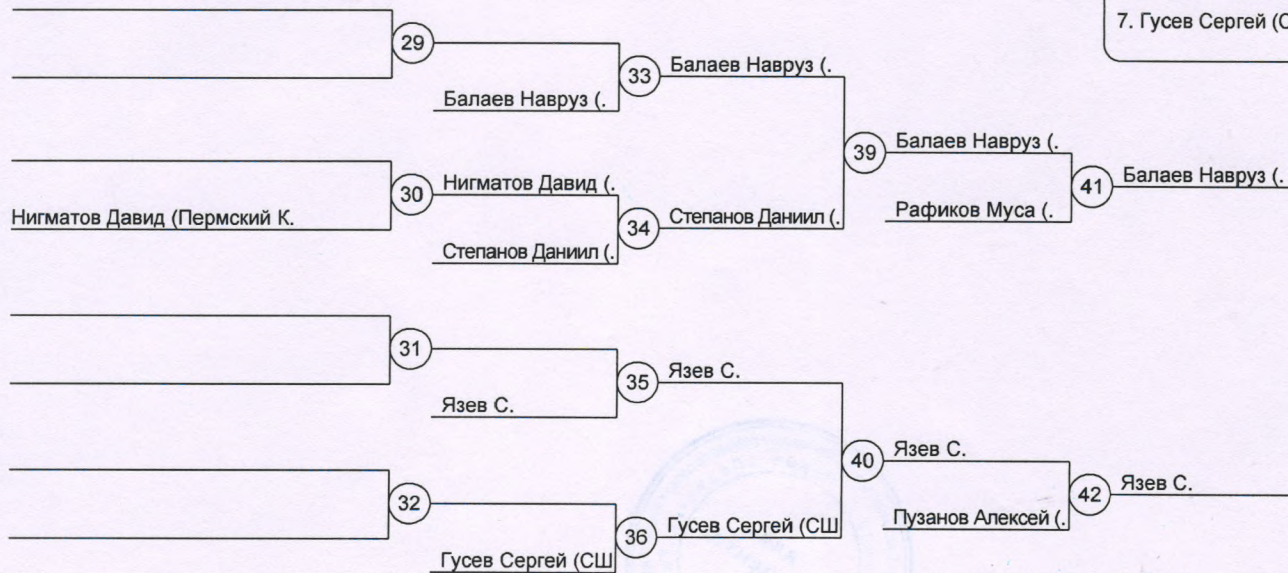 7. Гусев Сергей (С
29
33
Балаев Навруз (.
Балаев Навруз (.
39
Балаев Навруз (.
41
Балаев Навруз (.
Рафиков Муса (.
30
Нигматов Давид (.
Нигматов Давид (Пермский К.
34
Степанов Даниил (.
Степанов Даниил (.
31
35
Язев С.
Язев С.
40
Язев С.
42
Язев С.
Пузанов Алексей (.
32
36
Гусев Сергей (СШ
Гусев Сергей (СШ